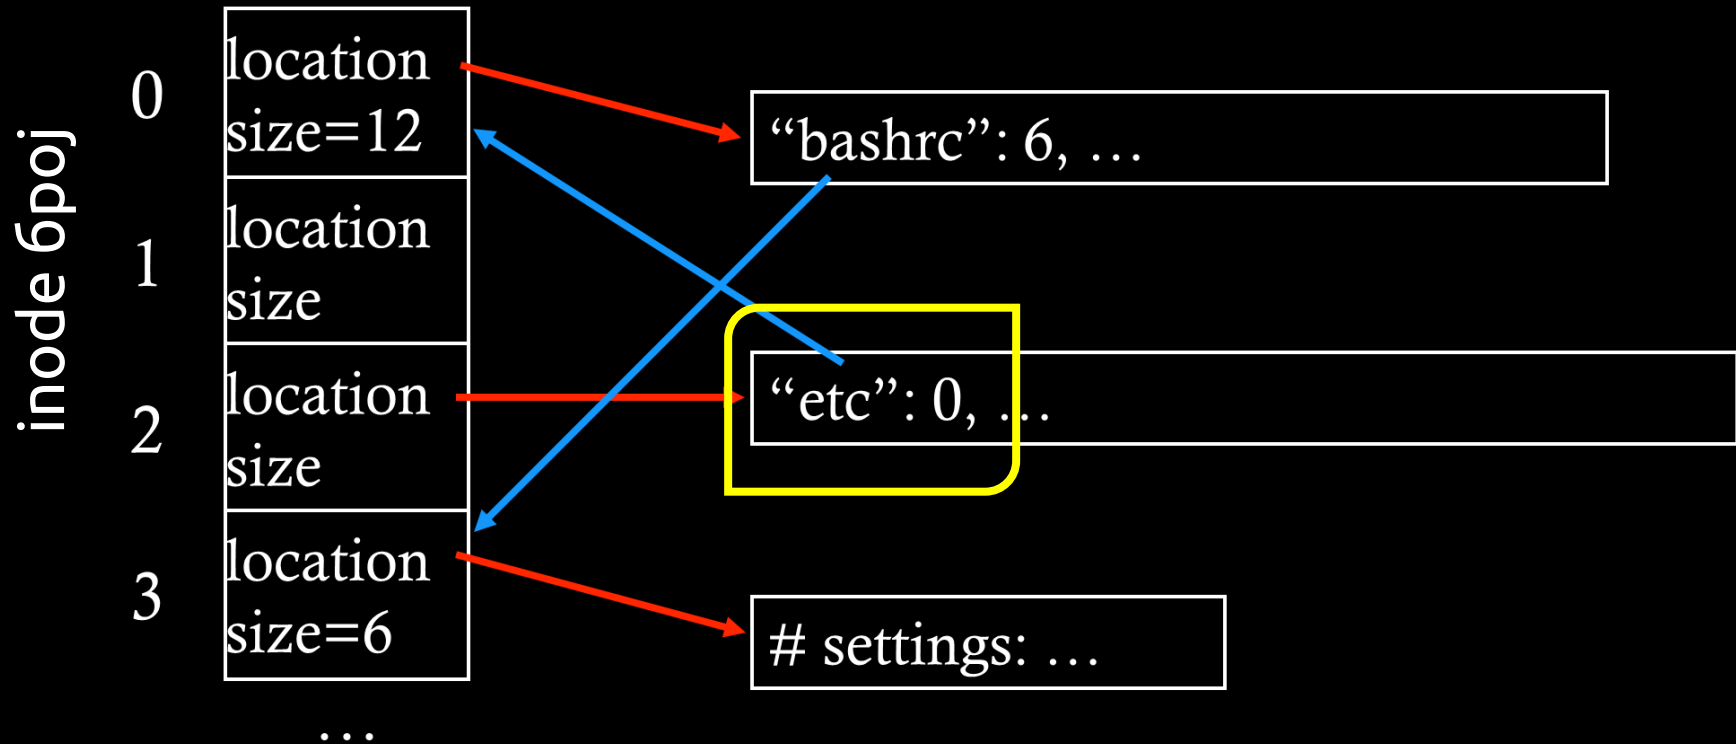 inode 6poj
0
location
size=12
“bashrc”: 6, …
1
location
size
2
location
size
“etc”: 0, …
3
location
size=6
# settings: …
…